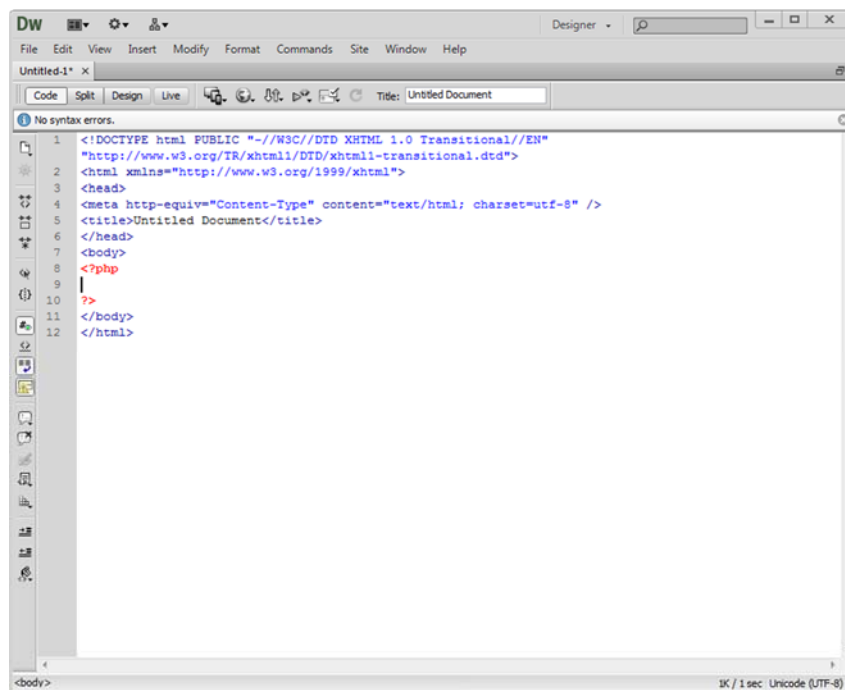 Dw
Designer
File Edit View Insert Modify Format Commands Site Window Help
Untitled-1* ×
Code Split Design Live Title: Untitled Document
No syntax errors.
1 <!DOCTYPE html PUBLIC "-//W3C//DTD XHTML 1.0 Transitional//EN"
"http://www.w3.org/TR/xhtml1/DTD/xhtml1-transitional.dtd">
2 <html xmlns="http://www.w3.org/1999/xhtml">
3 <head>
4 <meta http-equiv="Content-Type" content="text/html; charset=utf-8" />
5 <title>Untitled Document</title>
6 </head>
7 <body>
8 <?php
9
10 ?>
11 </body>
12 </html>
<body> 1K / 1 sec Unicode (UTF-8)